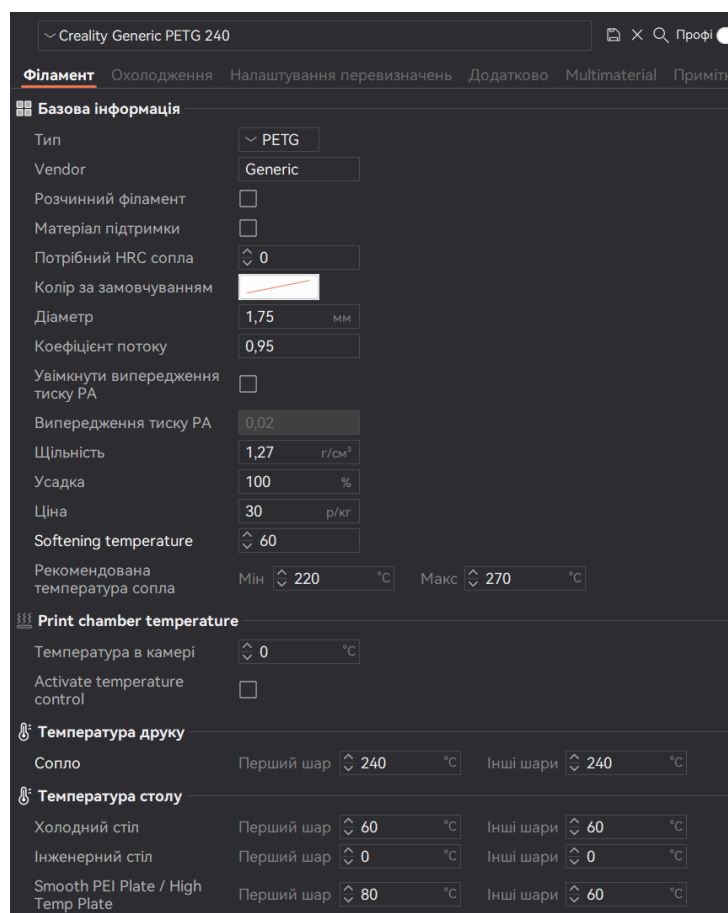 Creality Generic PETG 240 Профі
Філамент Охолодження Налаштування перевизначень Додатково Multimaterial
Базова інформація
Тип PETG
Vendor Generic
Розчинний філамент
Матеріал підтримки
Потрібний HRC сопла 0
Колір за замовчуванням
Діаметр 1,75 мм
Коефіцієнт потоку 0,95
Увімкнути випередження
тиску PA
Випередження тиску PA 0,02
Щільність 1,27 г/см³
Усадка 100 %
Ціна 30 р/кг
Softening temperature 60
Рекомендована
температура сопла Мін 220 °C Макс 270 °C
Print chamber temperature
Температура в камері 0 °C
Activate temperature
control
Температура друку
Сопло Перший шар 240 °C Інші шари 240 °C
Температура столу
Холодний стіл Перший шар 60 °C Інші шари 60 °C
Інженерний стіл Перший шар 0 °C Інші шари 0 °C
Smooth PEI Plate / High
Temp Plate Перший шар 80 °C Інші шари 60 °C